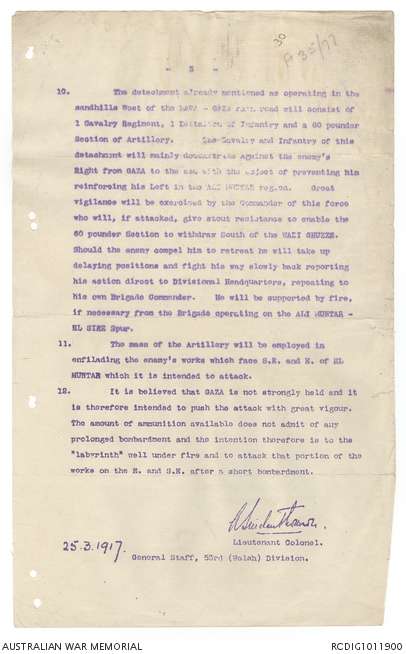 30
A 35/77
- 3 -
10. The detachment already mentioned as operating in the
sandhills West of the RAFA - GAZA road will consist of
1 Cavalry Regiment, 1 Battalion of Infantry and a 60 pounder
Section of Artillery. The Cavalry and Infantry of this
detachment will mainly demonstrate against the enemy's
Right from GAZA to the sea with the object of preventing his
reinforcing his Left in the ALI MUNTAR region. Great
vigilance will be exercised by the Commander of this force
who will, if attacked, give stout resistance to enable the
60 pounder Section to withdraw South of the WADI GHUZZE.
Should the enemy compel him to retreat he will take up
delaying positions and fight his way slowly back reporting
his action direct to Divisional Headquarters, repeating to
his own Brigade Commander. He will be supported by fire,
if necessary from the Brigade operating on the ALI MUNTAR -
EL SIRE Spur.
11. The mass of the Artillery will be employed in
enfilading the enemy's works which face S.E. and E. of EL
MUNTAR which it is intended to attack.
12. It is believed that GAZA is not strongly held and it
is therefore intended to push the attack with great vigour.
The amount of ammunition available does not admit of any
prolonged bombardment and the intention therefore is to the
"labyrinth" well under fire and to attack that portion of the
works on the E. and S.E. after a short bombardment.
Lieutenant Colonel.
25.3.1917.
General Staff, 53rd (Welsh) Division.
AUSTRALIAN WAR MEMORIAL
RCDIG1011900